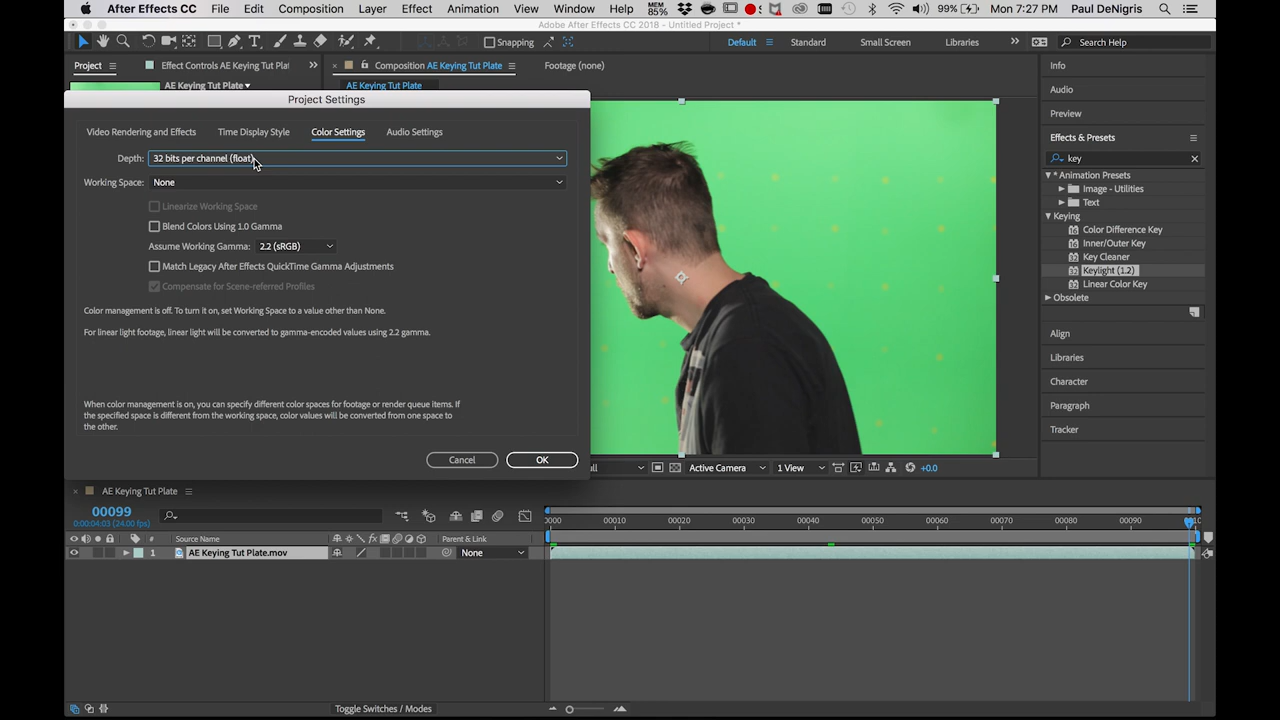 After Effects CC File Edit Composition Layer Effect Animation View Window Help MEM 85% 99% Mon 7:27 PM Paul DeNigris
Adobe After Effects CC 2018 - Untitled Project *
Snapping Default Standard Small Screen Libraries Search Help
Project Effect Controls AE Keying Tut Plat Composition AE Keying Tut Plate Footage (none) Info
AE Keying Tut Plate AE Keying Tut Plate
Audio
Project Settings
Preview
Video Rendering and Effects Time Display Style Color Settings Audio Settings
Effects & Presets
Depth: 32 bits per channel (float)
key
Working Space: None
* Animation Presets
Image - Utilities
Text
Linearize Working Space
Keying
Blend Colors Using 1.0 Gamma
Color Difference Key
Assume Working Gamma: 2.2 (sRGB)
Inner/Outer Key
Key Cleaner
Match Legacy After Effects QuickTime Gamma Adjustments
Keylight (1.2)
Compensate for Scene-referred Profiles
Linear Color Key
Obsolete
Color management is off. To turn it on, set Working Space to a value other than None.
For linear light footage, linear light will be converted to gamma-encoded values using 2.2 gamma.
Align
Libraries
Character
When color management is on, you can specify different color spaces for footage or render queue items. If
the specified space is different from the working space, color values will be converted from one space to
the other.
Paragraph
Tracker
Cancel OK
ull Active Camera 1 View +0.0
AE Keying Tut Plate
00099
0:00:04:03 (24.00 fps)
0000 00010 00020 00030 00040 00050 00060 00070 00080 00090 10
# Source Name Parent & Link
1 AE Keying Tut Plate.mov None
Toggle Switches / Modes